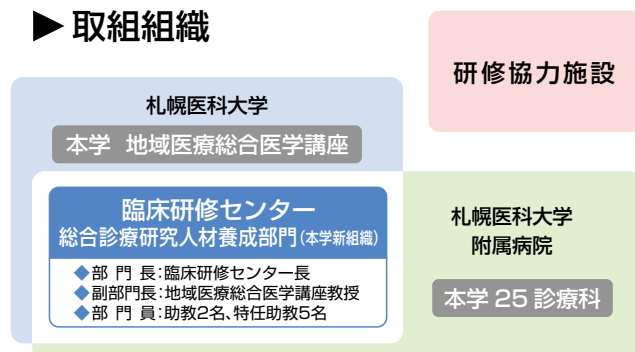 ▶取組組織
研修協力施設
札幌医科大学
本学 地域医療総合医学講座
臨床研修センター
総合診療研究人材養成部門(本学新組織)
◆部 門 長:臨床研修センター長
◆副部門長:地域医療総合医学講座教授
◆部 門 員:助教2名、特任助教5名
札幌医科大学
附属病院
本学 25 診療科